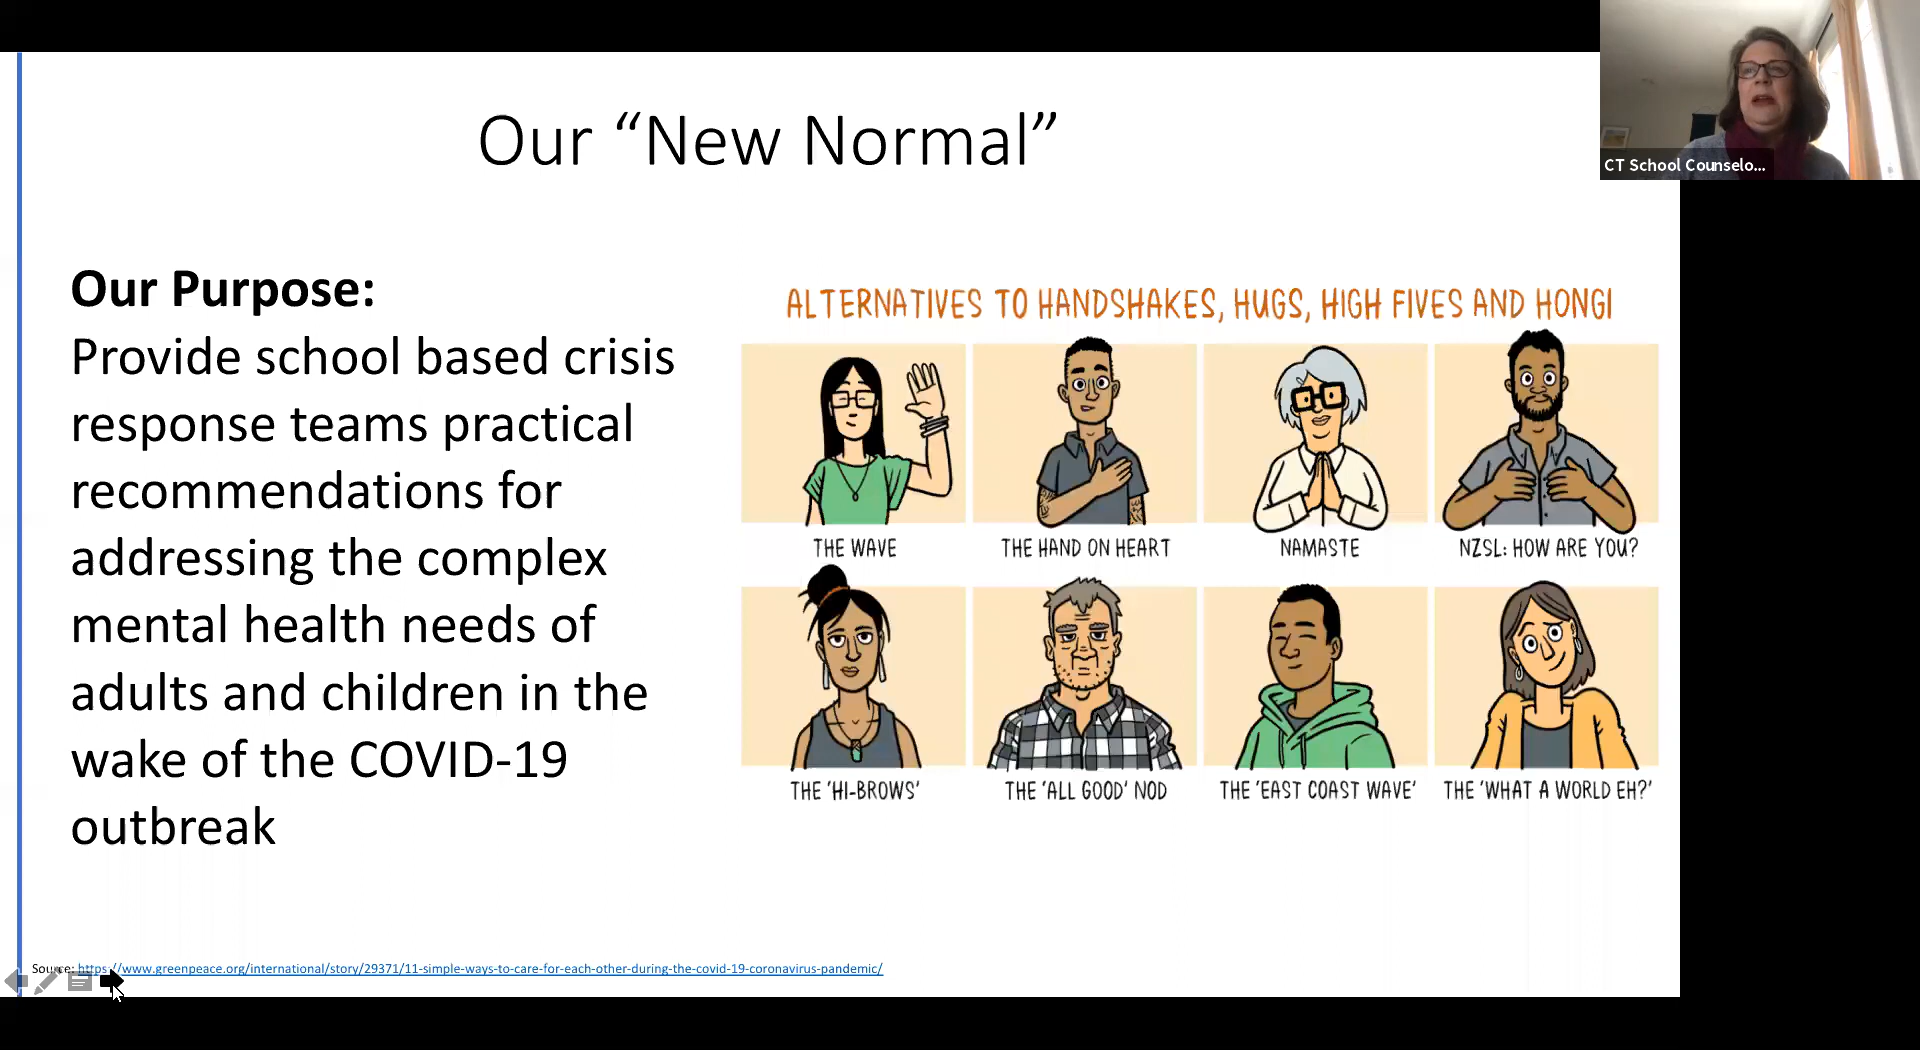 Our “New Normal”
CT School Counselo...
Our Purpose:
Provide school based crisis
response teams practical
recommendations for
addressing the complex
mental health needs of
adults and children in the
wake of the COVID-19
outbreak
ALTERNATIVES TO HANDSHAKES, HUGS, HIGH FIVES AND HONGI
THE WAVE
THE HAND ON HEART
NAMASTE
NZSL: HOW ARE YOU?
THE 'HI-BROWS'
THE 'ALL GOOD' NOD
THE 'EAST COAST WAVE'
THE 'WHAT A WORLD EH?'
Source: https://www.greenpeace.org/international/story/29371/11-simple-ways-to-care-for-each-other-during-the-covid-19-coronavirus-pandemic/